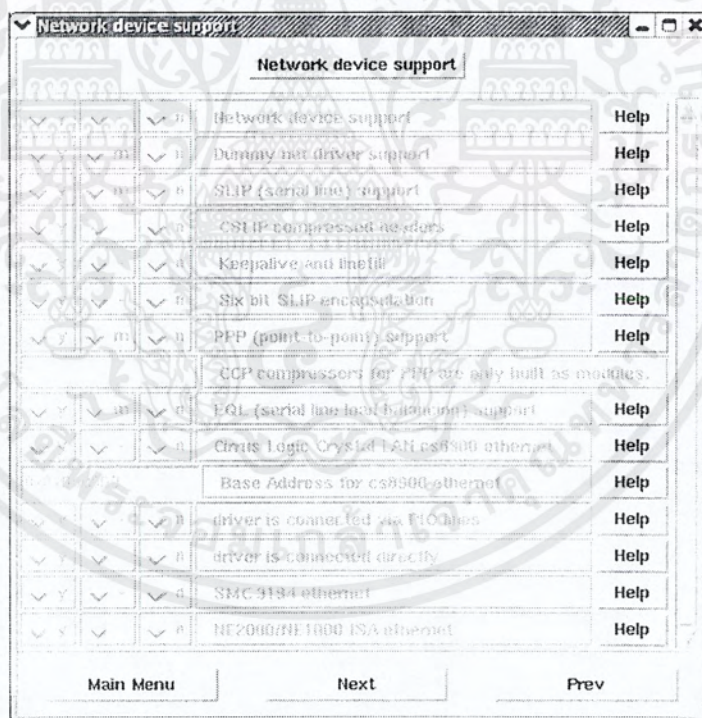 Network device support
Network device support
y n Network device support Help
y m n Dummy net driver support Help
y m n SLIP (serial line) support Help
y n CSLIP compressed headers Help
y n Keepalive and linefill Help
y n Six bit SLIP encapsulation Help
y m n PPP (point-to-point) support Help
CCP compressors for PPP are only built as modules.
y m n EQL (serial line load balancing) support Help
y n Cirrus Logic Crystal LAN cs8900 ethernet Help
Base Address for cs8900 ethernet Help
y n driver is connected via Help
y n driver is connected directly Help
y n SMC 9194 ethernet Help
y n NE2000/NE1000 ISA ethernet Help
Main Menu Next Prev